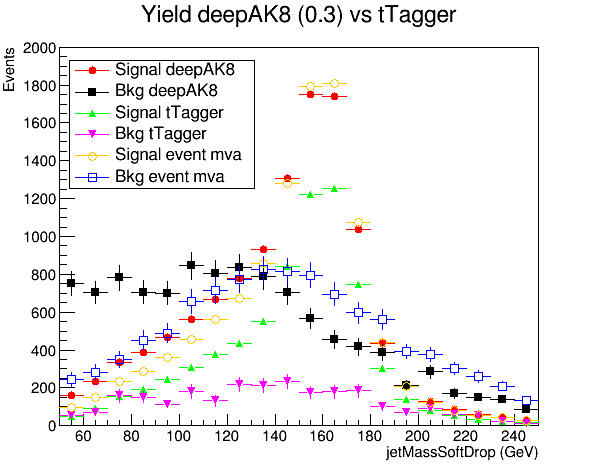 Yield deepAK8 (0.3) vs tTagger
Events
2000
1800
1600
1400
1200
1000
800
600
400
200
0
Signal deepAK8
Bkg deepAK8
Signal tTagger
Bkg tTagger
Signal event mva
Bkg event mva
60 80 100 120 140 160 180 200 220 240
jetMassSoftDrop (GeV)